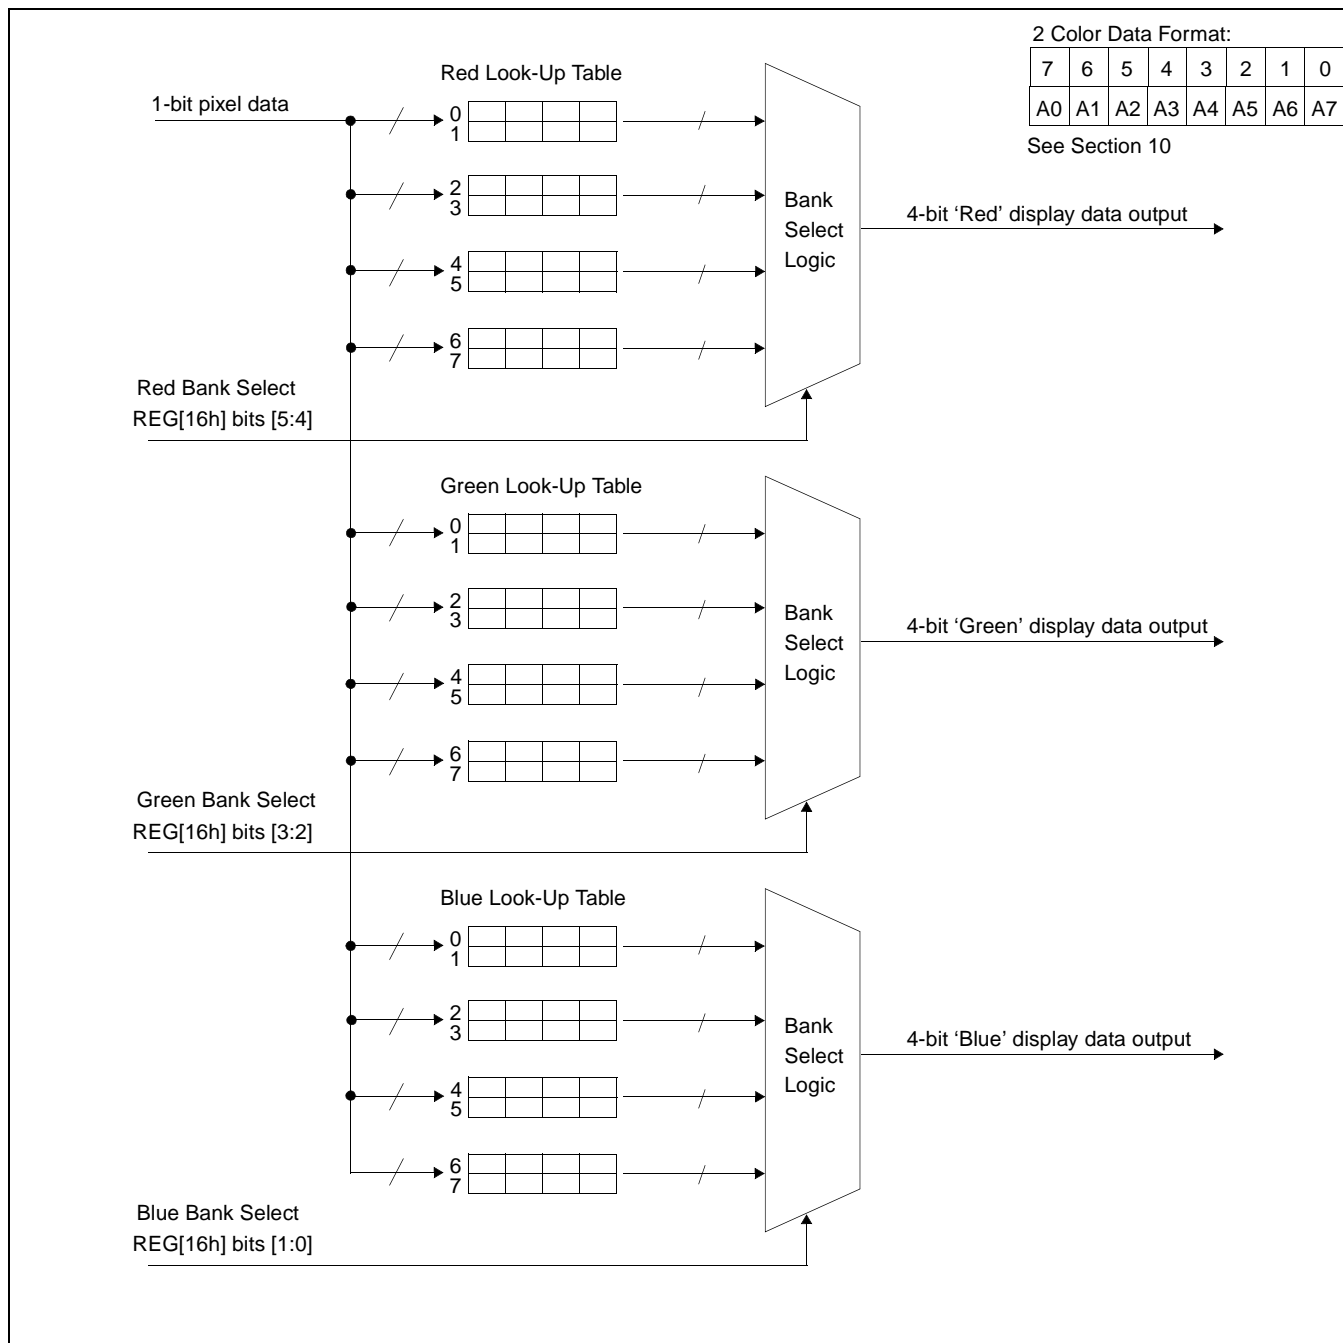 2 Color Data Format:
7 6 5 4 3 2 1 0
A0 A1 A2 A3 A4 A5 A6 A7
See Section 10
Red Look-Up Table
1-bit pixel data
0
1
2
3
4
5
6
7
Bank
Select
Logic
4-bit ‘Red’ display data output
Red Bank Select
REG[16h] bits [5:4]
Green Look-Up Table
0
1
2
3
4
5
6
7
Bank
Select
Logic
4-bit ‘Green’ display data output
Green Bank Select
REG[16h] bits [3:2]
Blue Look-Up Table
0
1
2
3
4
5
6
7
Bank
Select
Logic
4-bit ‘Blue’ display data output
Blue Bank Select
REG[16h] bits [1:0]